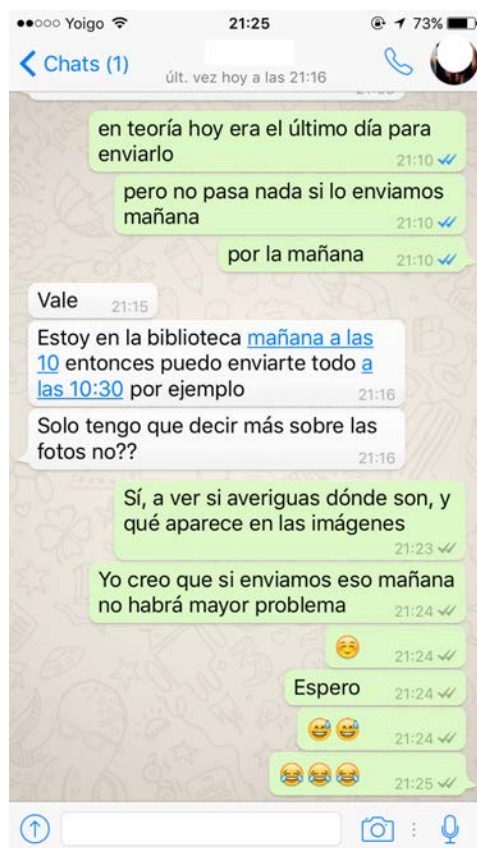 Yoigo 21:25 73%
Chats (1)
últ. vez hoy a las 21:16
en teoría hoy era el último día para
enviarlo
21:10
pero no pasa nada si lo enviamos
mañana
21:10
por la mañana 21:10
Vale 21:15
Estoy en la biblioteca mañana a las
10 entonces puedo enviarte todo a
las 10:30 por ejemplo
21:16
Solo tengo que decir más sobre las
fotos no??
21:16
Sí, a ver si averiguas dónde son, y
qué aparece en las imágenes
21:23
Yo creo que si enviamos eso mañana
no habrá mayor problema 21:24
☺️ 21:24
Espero 21:24
😅😅 21:24
😂😂😂 21:25